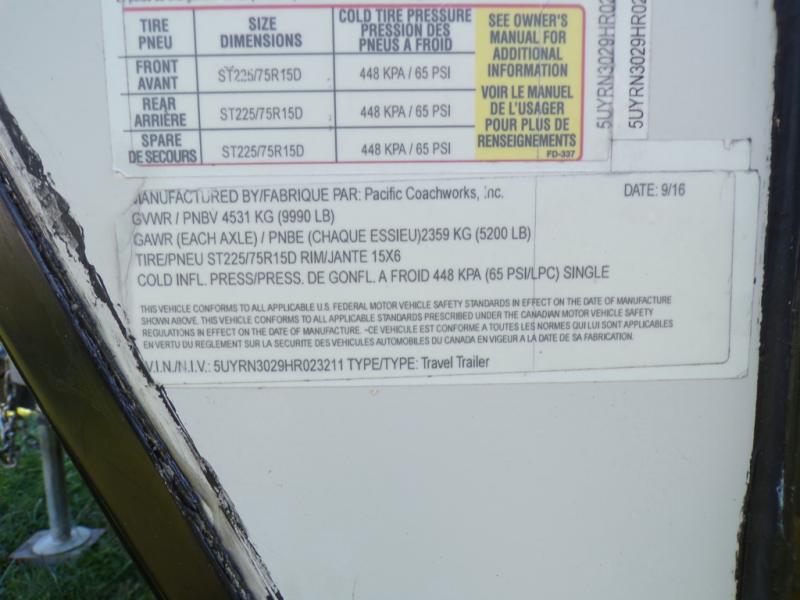 TIRE PNEU SIZE DIMENSIONS COLD TIRE PRESSURE PRESSION DES PNEUS A FROID
FRONT AVANT ST225/75R15D 448 KPA / 65 PSI
REAR ARRIÈRE ST225/75R15D 448 KPA / 65 PSI
SPARE DE SECOURS ST225/75R15D 448 KPA / 65 PSI
SEE OWNER'S
MANUAL FOR
ADDITIONAL
INFORMATION
VOIR LE MANUEL
DE L'USAGER
POUR PLUS DE
RENSEIGNEMENTS
FD-337
5UYRN3029HR02
5UYRN3029HR02
MANUFACTURED BY/FABRIQUE PAR: Pacific Coachworks, Inc. DATE: 9/16
GVWR / PNBV 4531 KG (9990 LB)
GAWR (EACH AXLE) / PNBE (CHAQUE ESSIEU)2359 KG (5200 LB)
TIRE/PNEU ST225/75R15D RIM/JANTE 15X6
COLD INFL. PRESS/PRESS. DE GONFL. A FROID 448 KPA (65 PSI/LPC) SINGLE
THIS VEHICLE CONFORMS TO ALL APPLICABLE U.S. FEDERAL MOTOR VEHICLE SAFETY STANDARDS IN EFFECT ON THE DATE OF MANUFACTURE
SHOWN ABOVE. THIS VEHICLE CONFORMS TO ALL APPLICABLE STANDARDS PRESCRIBED UNDER THE CANADIAN MOTOR VEHICLE SAFETY
REGULATIONS IN EFFECT ON THE DATE OF MANUFACTURE. -CE VEHICULE EST CONFORME A TOUTES LES NORMES QUI LUI SONT APPLICABLES
EN VERTU DU REGLEMENT SUR LA SECURITE DES VEHICULES AUTOMOBILES DU CANADA EN VIGEUR A LA DATE DE SA FABRICATION.
V.I.N./N.I.V.: 5UYRN3029HR023211 TYPE/TYPE: Travel Trailer